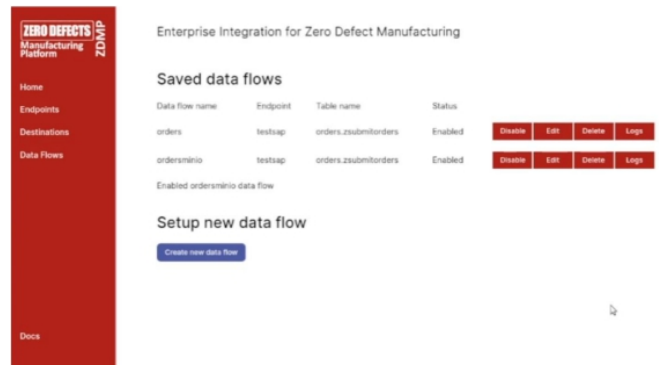 ZERO DEFECTS
Manufacturing
Platform
ZDMP
Home
Endpoints
Destinations
Data Flows
Docs
Enterprise Integration for Zero Defect Manufacturing
Saved data flows
Data flow name Endpoint Table name Status
orders testsap orders.zsubmitorders Enabled Disable Edit Delete Logs
ordersminio testsap orders.zsubmitorders Enabled Disable Edit Delete Logs
Enabled ordersminio data flow
Setup new data flow
Create new data flow